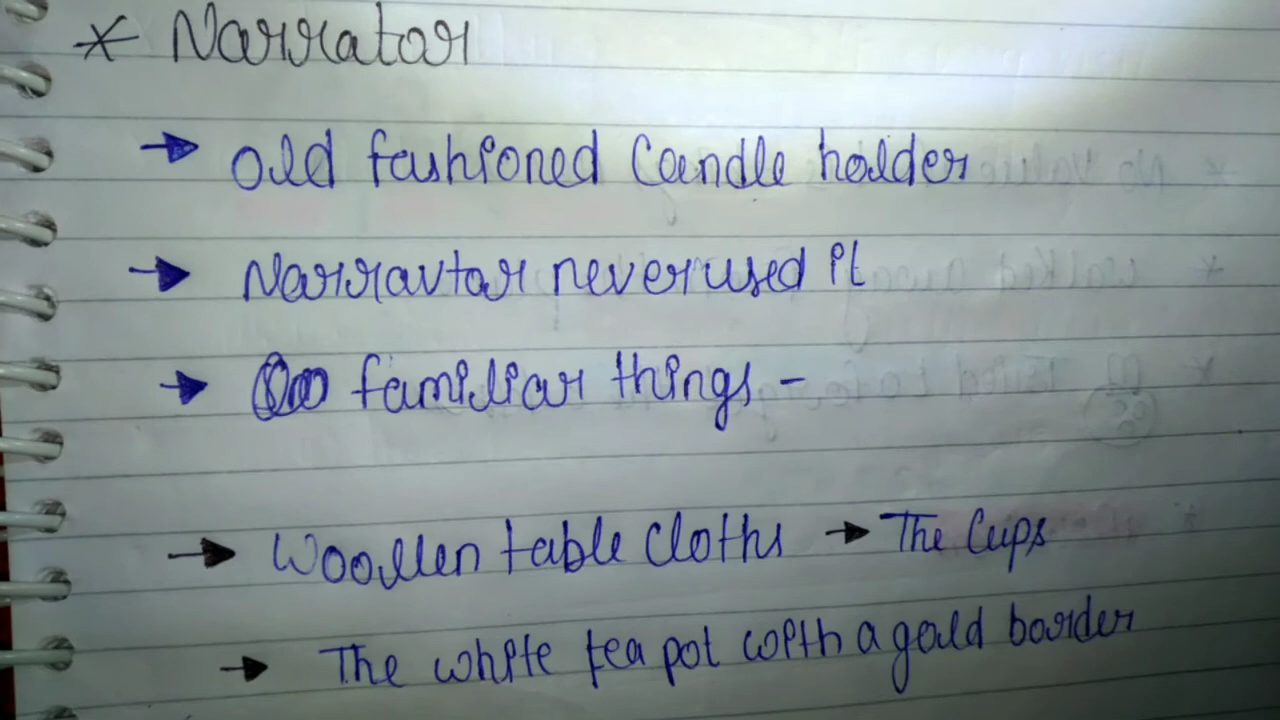 * Narrator
→ old fashioned Candle holder
→ Narravtor never used it
→ familiar things -
→ Woollen table Cloths → The Cups
→ The white tea pot with a gold border